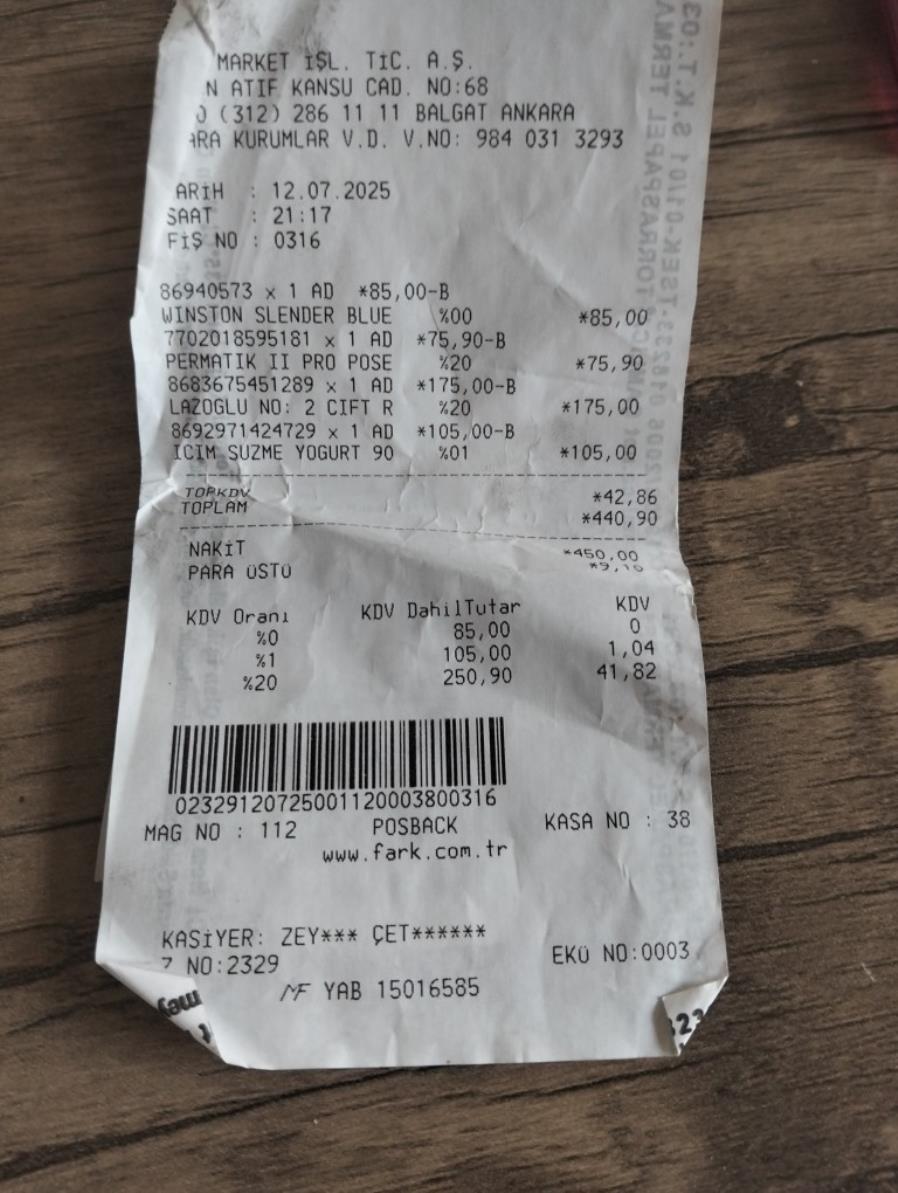 MARKET İŞL. TİC. A.Ş.
N ATIF KANSU CAD. NO:68
(312) 286 11 11 BALGAT ANKARA
ARA KURUMLAR V.D. V.NO: 984 031 3293
ARİH : 12.07.2025
SAAT : 21:17
FİŞ NO : 0316
86940573 x 1 AD *85,00-B
WINSTON SLENDER BLUE %00 *85,00
7702018595181 x 1 AD *75,90-B
PERMATIK II PRO POSE %20 *75,90
8683675451289 x 1 AD *175,00-B
LAZOGLU NO: 2 CIFT R %20 *175,00
8692971424729 x 1 AD *105,00-B
ICIM SUZME YOGURT 90 %01 *105,00
TOPKDV *42,86
TOPLAM *440,90
NAKİT *450,00
PARA ÜSTÜ *9,10
KDV Oranı KDV DahilTutar KDV
%0 85,00 0
%1 105,00 1,04
%20 250,90 41,82
02329120725001120003800316
MAG NO : 112 POSBACK KASA NO : 38
www.fark.com.tr
KASİYER: ZEY*** ÇET******
Z NO:2329 EKÜ NO:0003
MF YAB 15016585